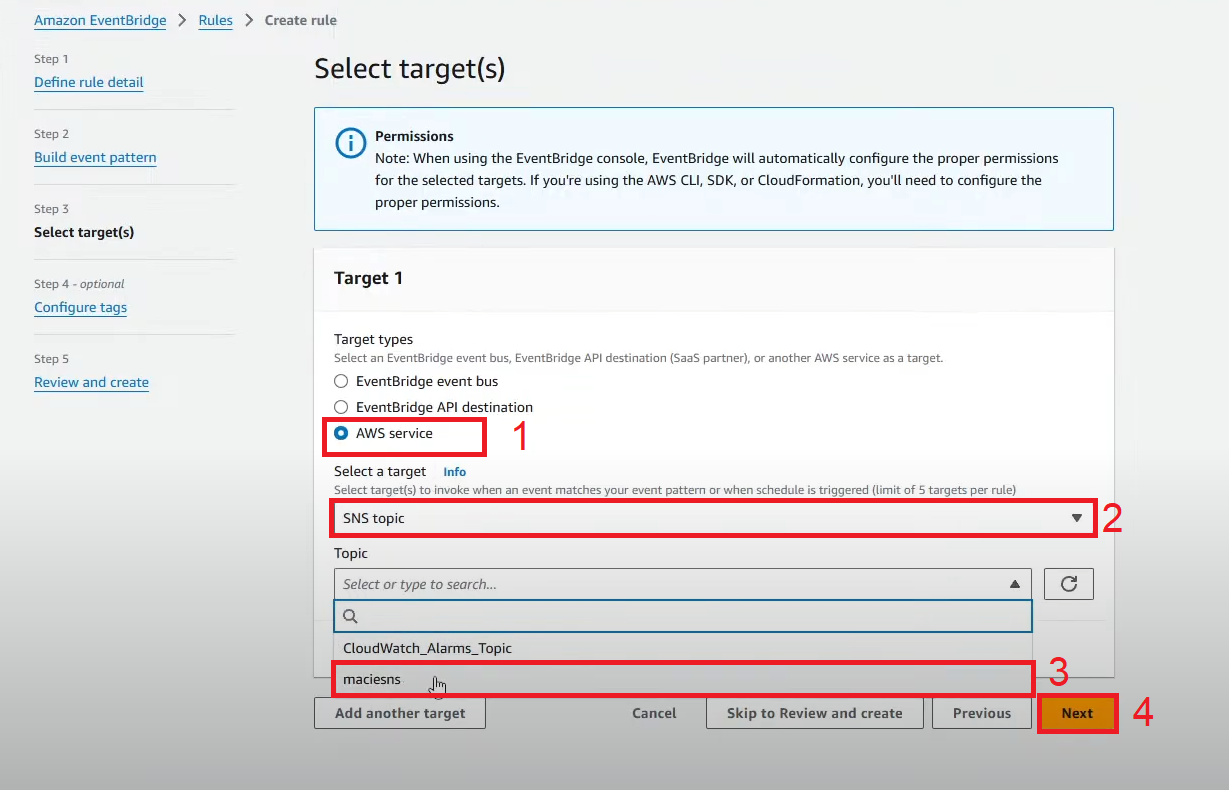 Amazon EventBridge > Rules > Create rule
Step 1
Define rule detail
Step 2
Build event pattern
Step 3
Select target(s)
Step 4 - optional
Configure tags
Step 5
Review and create
Select target(s)
Permissions
Note: When using the EventBridge console, EventBridge will automatically configure the proper permissions
for the selected targets. If you're using the AWS CLI, SDK, or CloudFormation, you'll need to configure the
proper permissions.
Target 1
Target types
Select an EventBridge event bus, EventBridge API destination (SaaS partner), or another AWS service as a target.
EventBridge event bus
EventBridge API destination
AWS service 1
Select a target Info
Select target(s) to invoke when an event matches your event pattern or when schedule is triggered (limit of 5 targets per rule)
SNS topic 2
Topic
Select or type to search...
CloudWatch_Alarms_Topic
maciesns 3
Add another target Cancel Skip to Review and create Previous Next 4